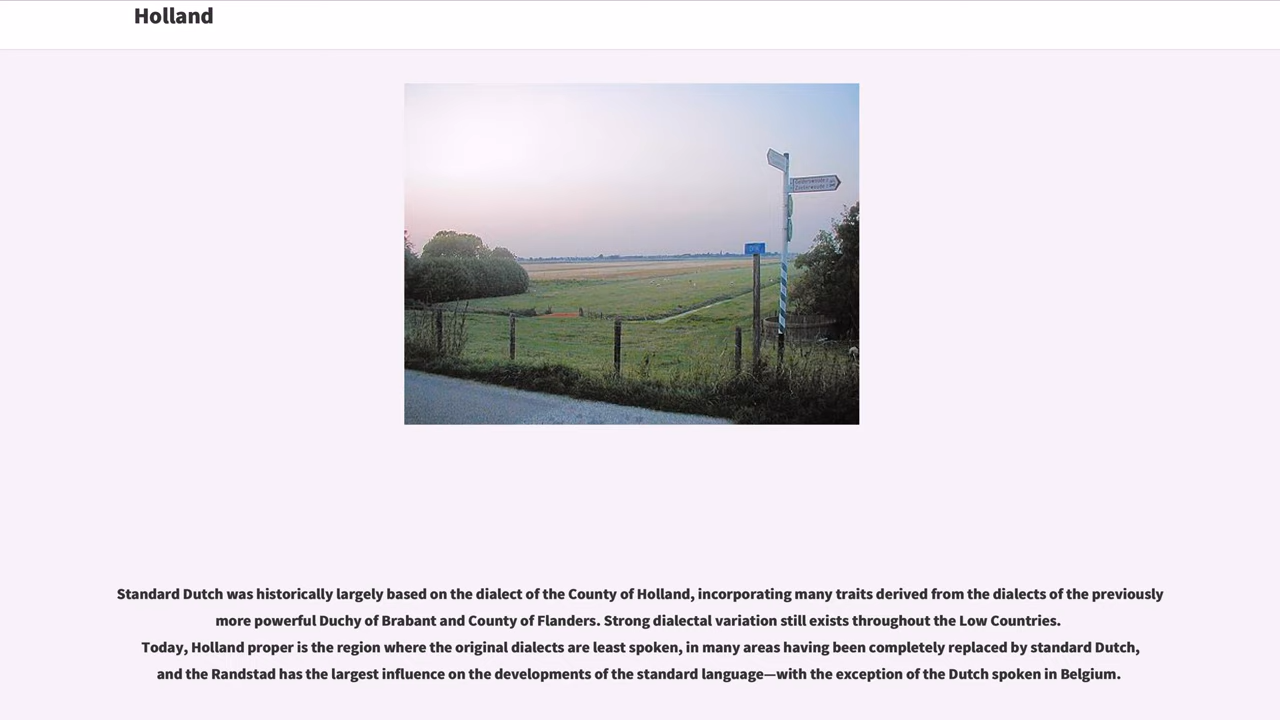 Holland
Standard Dutch was historically largely based on the dialect of the County of Holland, incorporating many traits derived from the dialects of the previously
more powerful Duchy of Brabant and County of Flanders. Strong dialectal variation still exists throughout the Low Countries.
Today, Holland proper is the region where the original dialects are least spoken, in many areas having been completely replaced by standard Dutch,
and the Randstad has the largest influence on the developments of the standard language—with the exception of the Dutch spoken in Belgium.